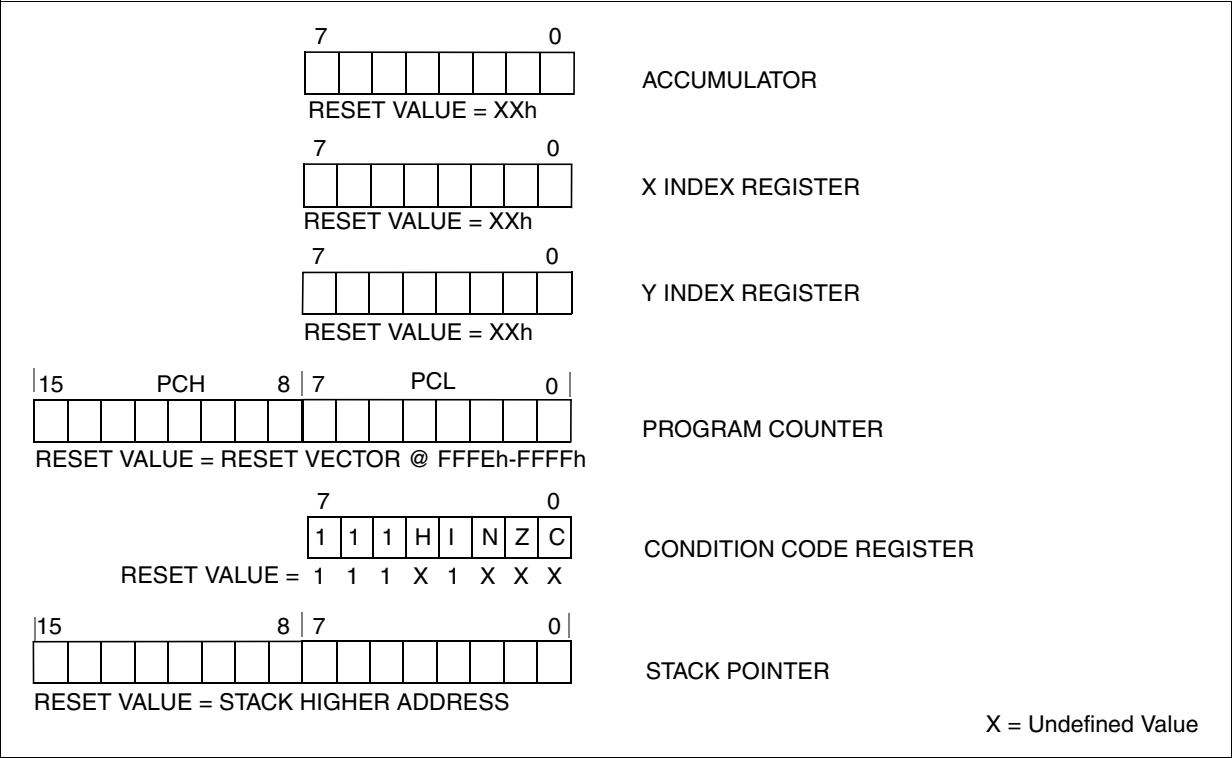 7 0
ACCUMULATOR
RESET VALUE = XXh
7 0
X INDEX REGISTER
RESET VALUE = XXh
7 0
Y INDEX REGISTER
RESET VALUE = XXh
15 PCH 8 7 PCL 0
PROGRAM COUNTER
RESET VALUE = RESET VECTOR @ FFFEh-FFFFh
7 0
1 1 1 H I N Z C
CONDITION CODE REGISTER
RESET VALUE = 1 1 1 X 1 X X X
15 8 7 0
STACK POINTER
RESET VALUE = STACK HIGHER ADDRESS
X = Undefined Value